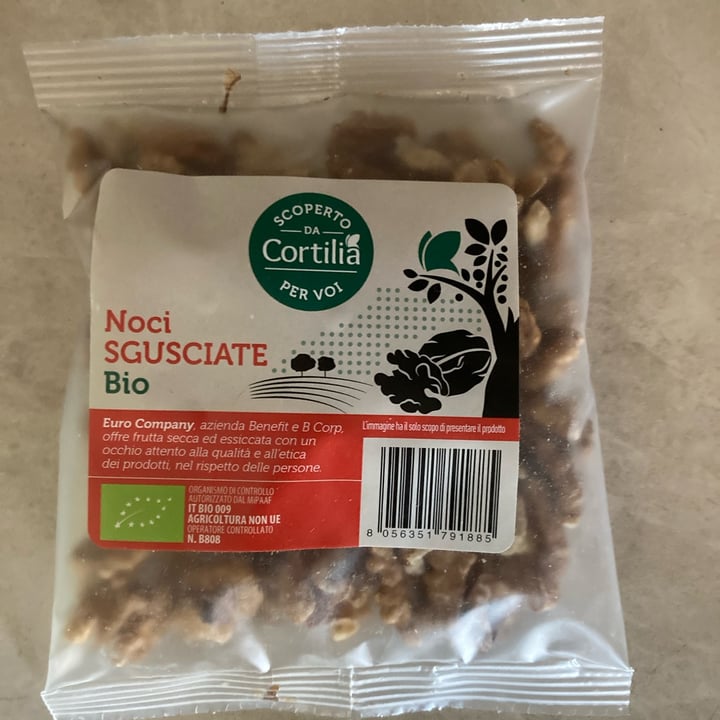 SCOPERTO
DA
Cortilia
PER VOI
Noci
SGUSCIATE
Bio
Euro Company, azienda Benefit e B Corp,
offre frutta secca ed essiccata con un
occhio attento alla qualità e all'etica
dei prodotti, nel rispetto delle persone.
L'immagine ha il solo scopo di presentare il prodotto
ORGANISMO DI CONTROLLO
AUTORIZZATO DAL MiPAAF
IT BIO 009
AGRICOLTURA NON UE
OPERATORE CONTROLLATO
N. B808
8 056351 791885